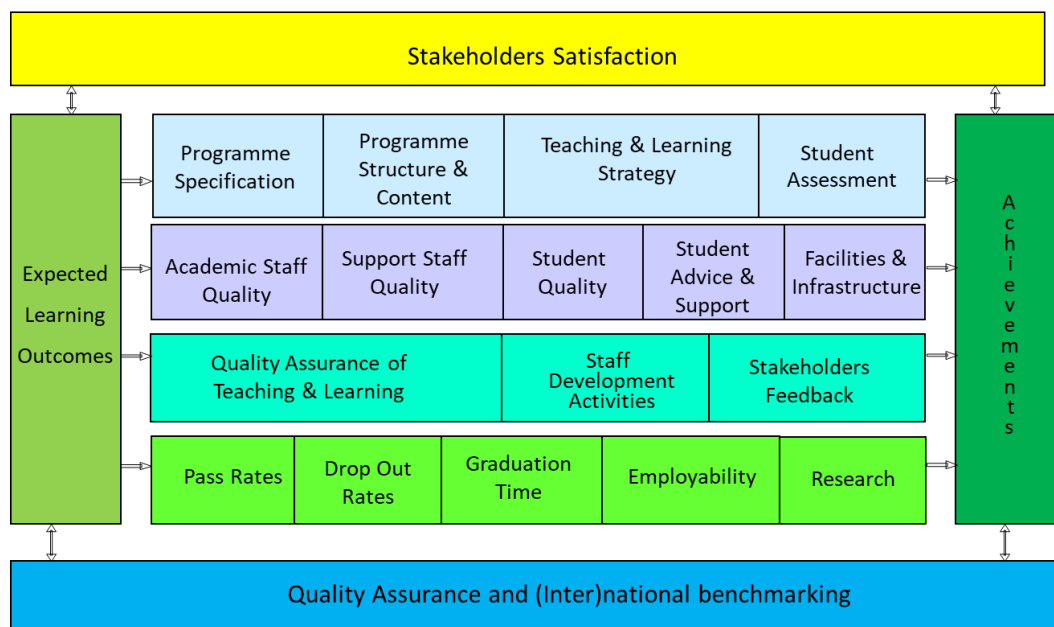 Stakeholders Satisfaction
Expected
Learning
Outcomes
Programme
Specification
Programme
Structure &
Content
Teaching & Learning
Strategy
Student
Assessment
Academic Staff
Quality
Support Staff
Quality
Student
Quality
Student
Advice &
Support
Facilities &
Infrastructure
Quality Assurance of
Teaching & Learning
Staff
Development
Activities
Stakeholders
Feedback
Pass Rates
Drop Out
Rates
Graduation
Time
Employability
Research
Achievements
Quality Assurance and (Inter)national benchmarking